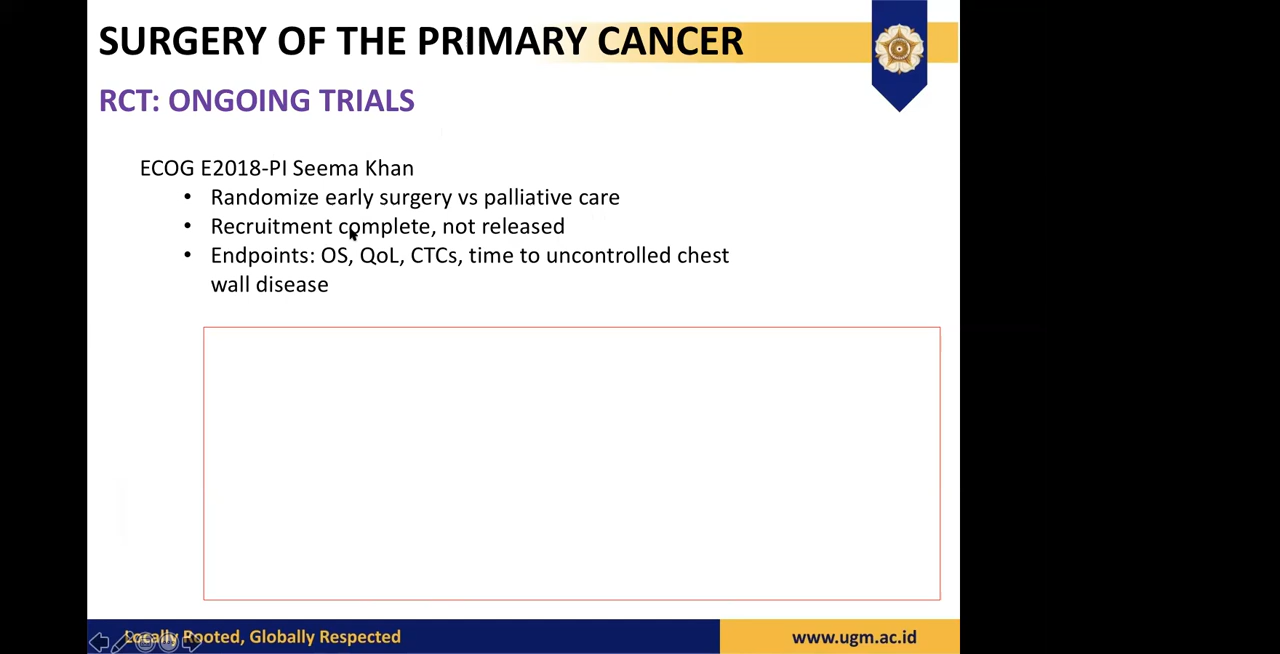 SURGERY OF THE PRIMARY CANCER
RCT: ONGOING TRIALS
ECOG E2018-PI Seema Khan
• Randomize early surgery vs palliative care
• Recruitment complete, not released
• Endpoints: OS, QoL, CTCs, time to uncontrolled chest
wall disease
Locally Rooted, Globally Respected
www.ugm.ac.id